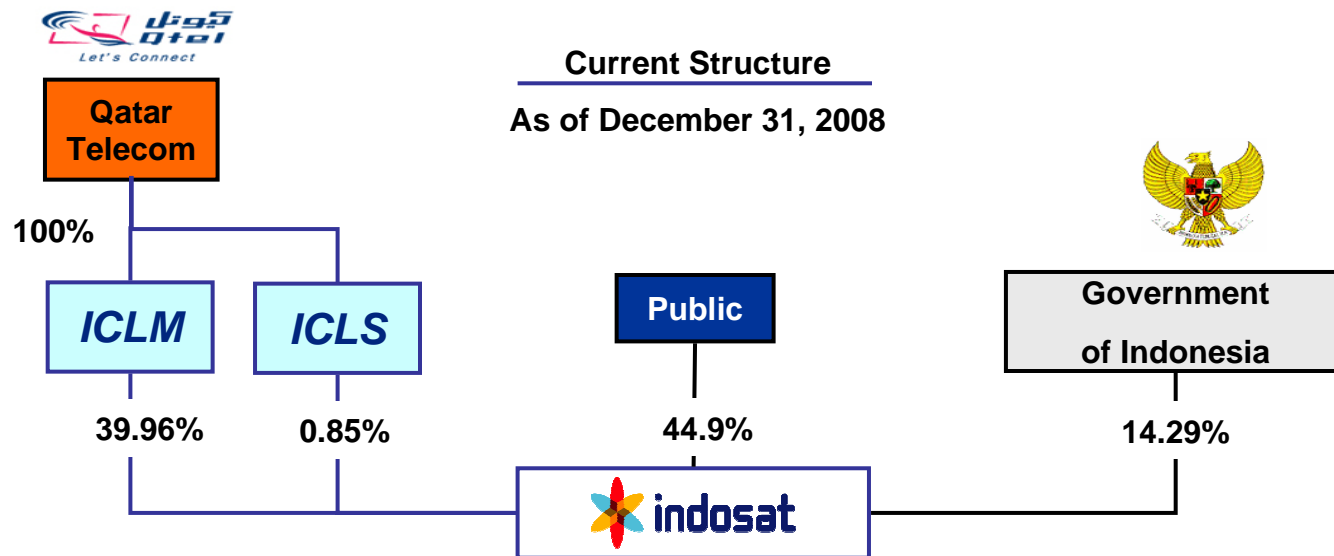 كيوتل
Qtel
Let's Connect
Current Structure
As of December 31, 2008
Qatar
Telecom
100%
ICLM
ICLS
Public
Government
of Indonesia
39.96%
0.85%
44.9%
14.29%
indosat